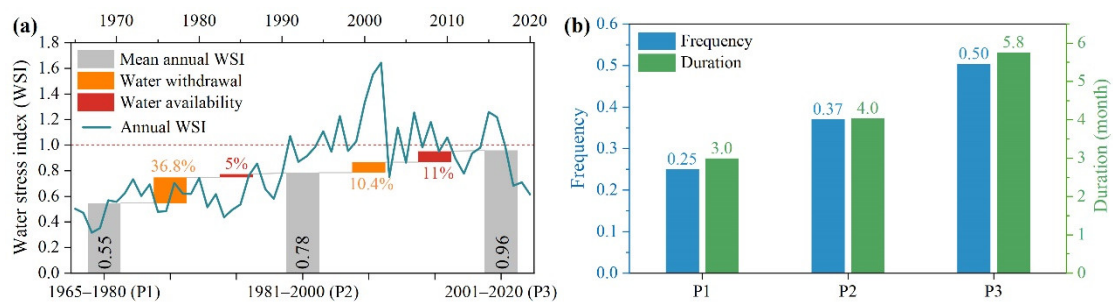 (a)
1970 1980 1990 2000 2010 2020
Water stress index (WSI)
1.8
1.6
1.4
1.2
1.0
0.8
0.6
0.4
0.2
0.0
Mean annual WSI
Water withdrawal
Water availability
Annual WSI
36.8%
5%
10.4%
11%
0.55
0.78
0.96
1965–1980 (P1) 1981–2000 (P2) 2001–2020 (P3)
(b)
Frequency
0.6
0.5
0.4
0.3
0.2
0.1
0.0
Frequency
Duration
0.25
3.0
0.37
4.0
0.50
5.8
P1 P2 P3
6
5
4
3
2
1
0
Duration (month)